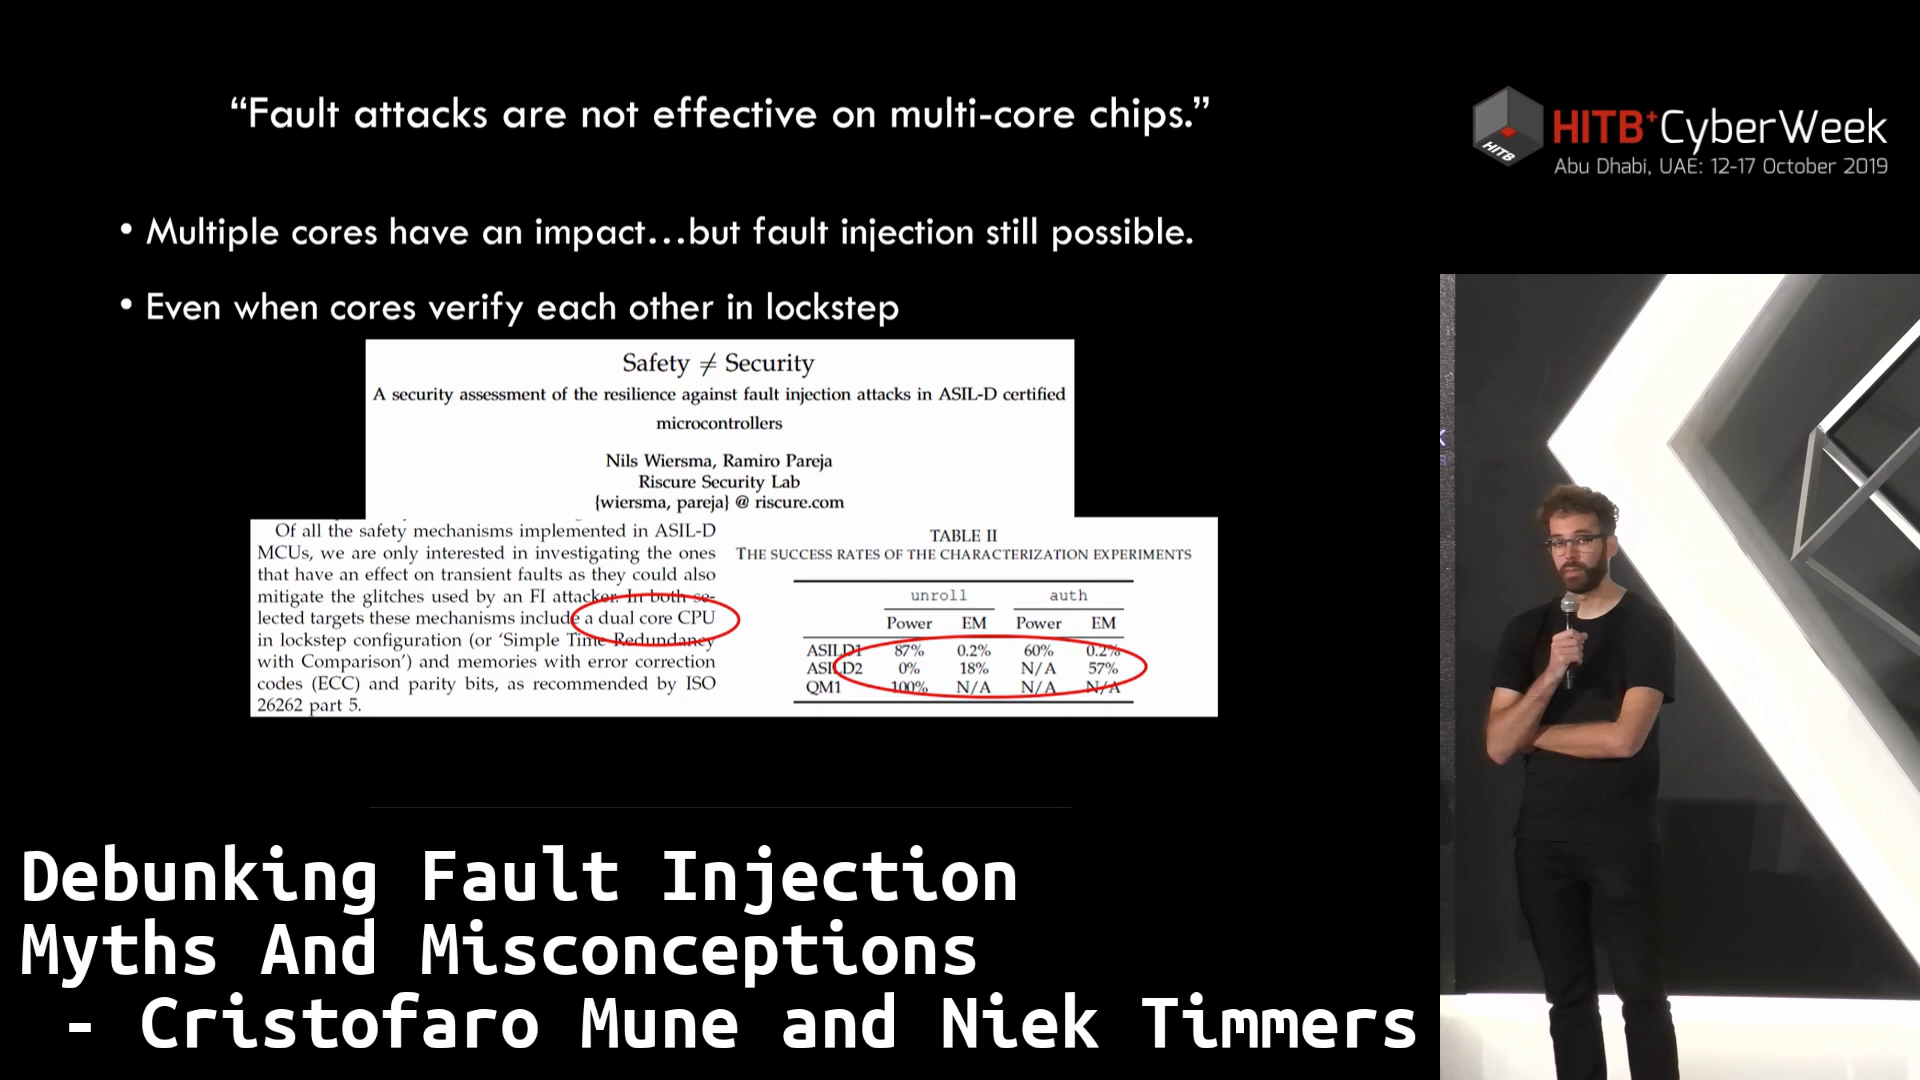 “Fault attacks are not effective on multi-core chips.”
HITB+CyberWeek
HITB
Abu Dhabi, UAE: 12-17 October 2019
• Multiple cores have an impact…but fault injection still possible.
• Even when cores verify each other in lockstep
Safety ≠ Security
A security assessment of the resilience against fault injection attacks in ASIL-D certified
microcontrollers
Nils Wiersma, Ramiro Pareja
Riscure Security Lab
{wiersma, pareja} @ riscure.com
Of all the safety mechanisms implemented in ASIL-D
MCUs, we are only interested in investigating the ones
that have an effect on transient faults as they could also
mitigate the glitches used by an FI attacker. In both se-
lected targets these mechanisms include a dual core CPU
in lockstep configuration (or ‘Simple Time Redundancy
with Comparison’) and memories with error correction
codes (ECC) and parity bits, as recommended by ISO
26262 part 5.
TABLE II
THE SUCCESS RATES OF THE CHARACTERIZATION EXPERIMENTS
unroll auth
Power EM Power EM
ASILD1 87% 0.2% 60% 0.2%
ASILD2 0% 18% N/A 57%
QM1 100% N/A N/A N/A
Debunking Fault Injection
Myths And Misconceptions
- Cristofaro Mune and Niek Timmers